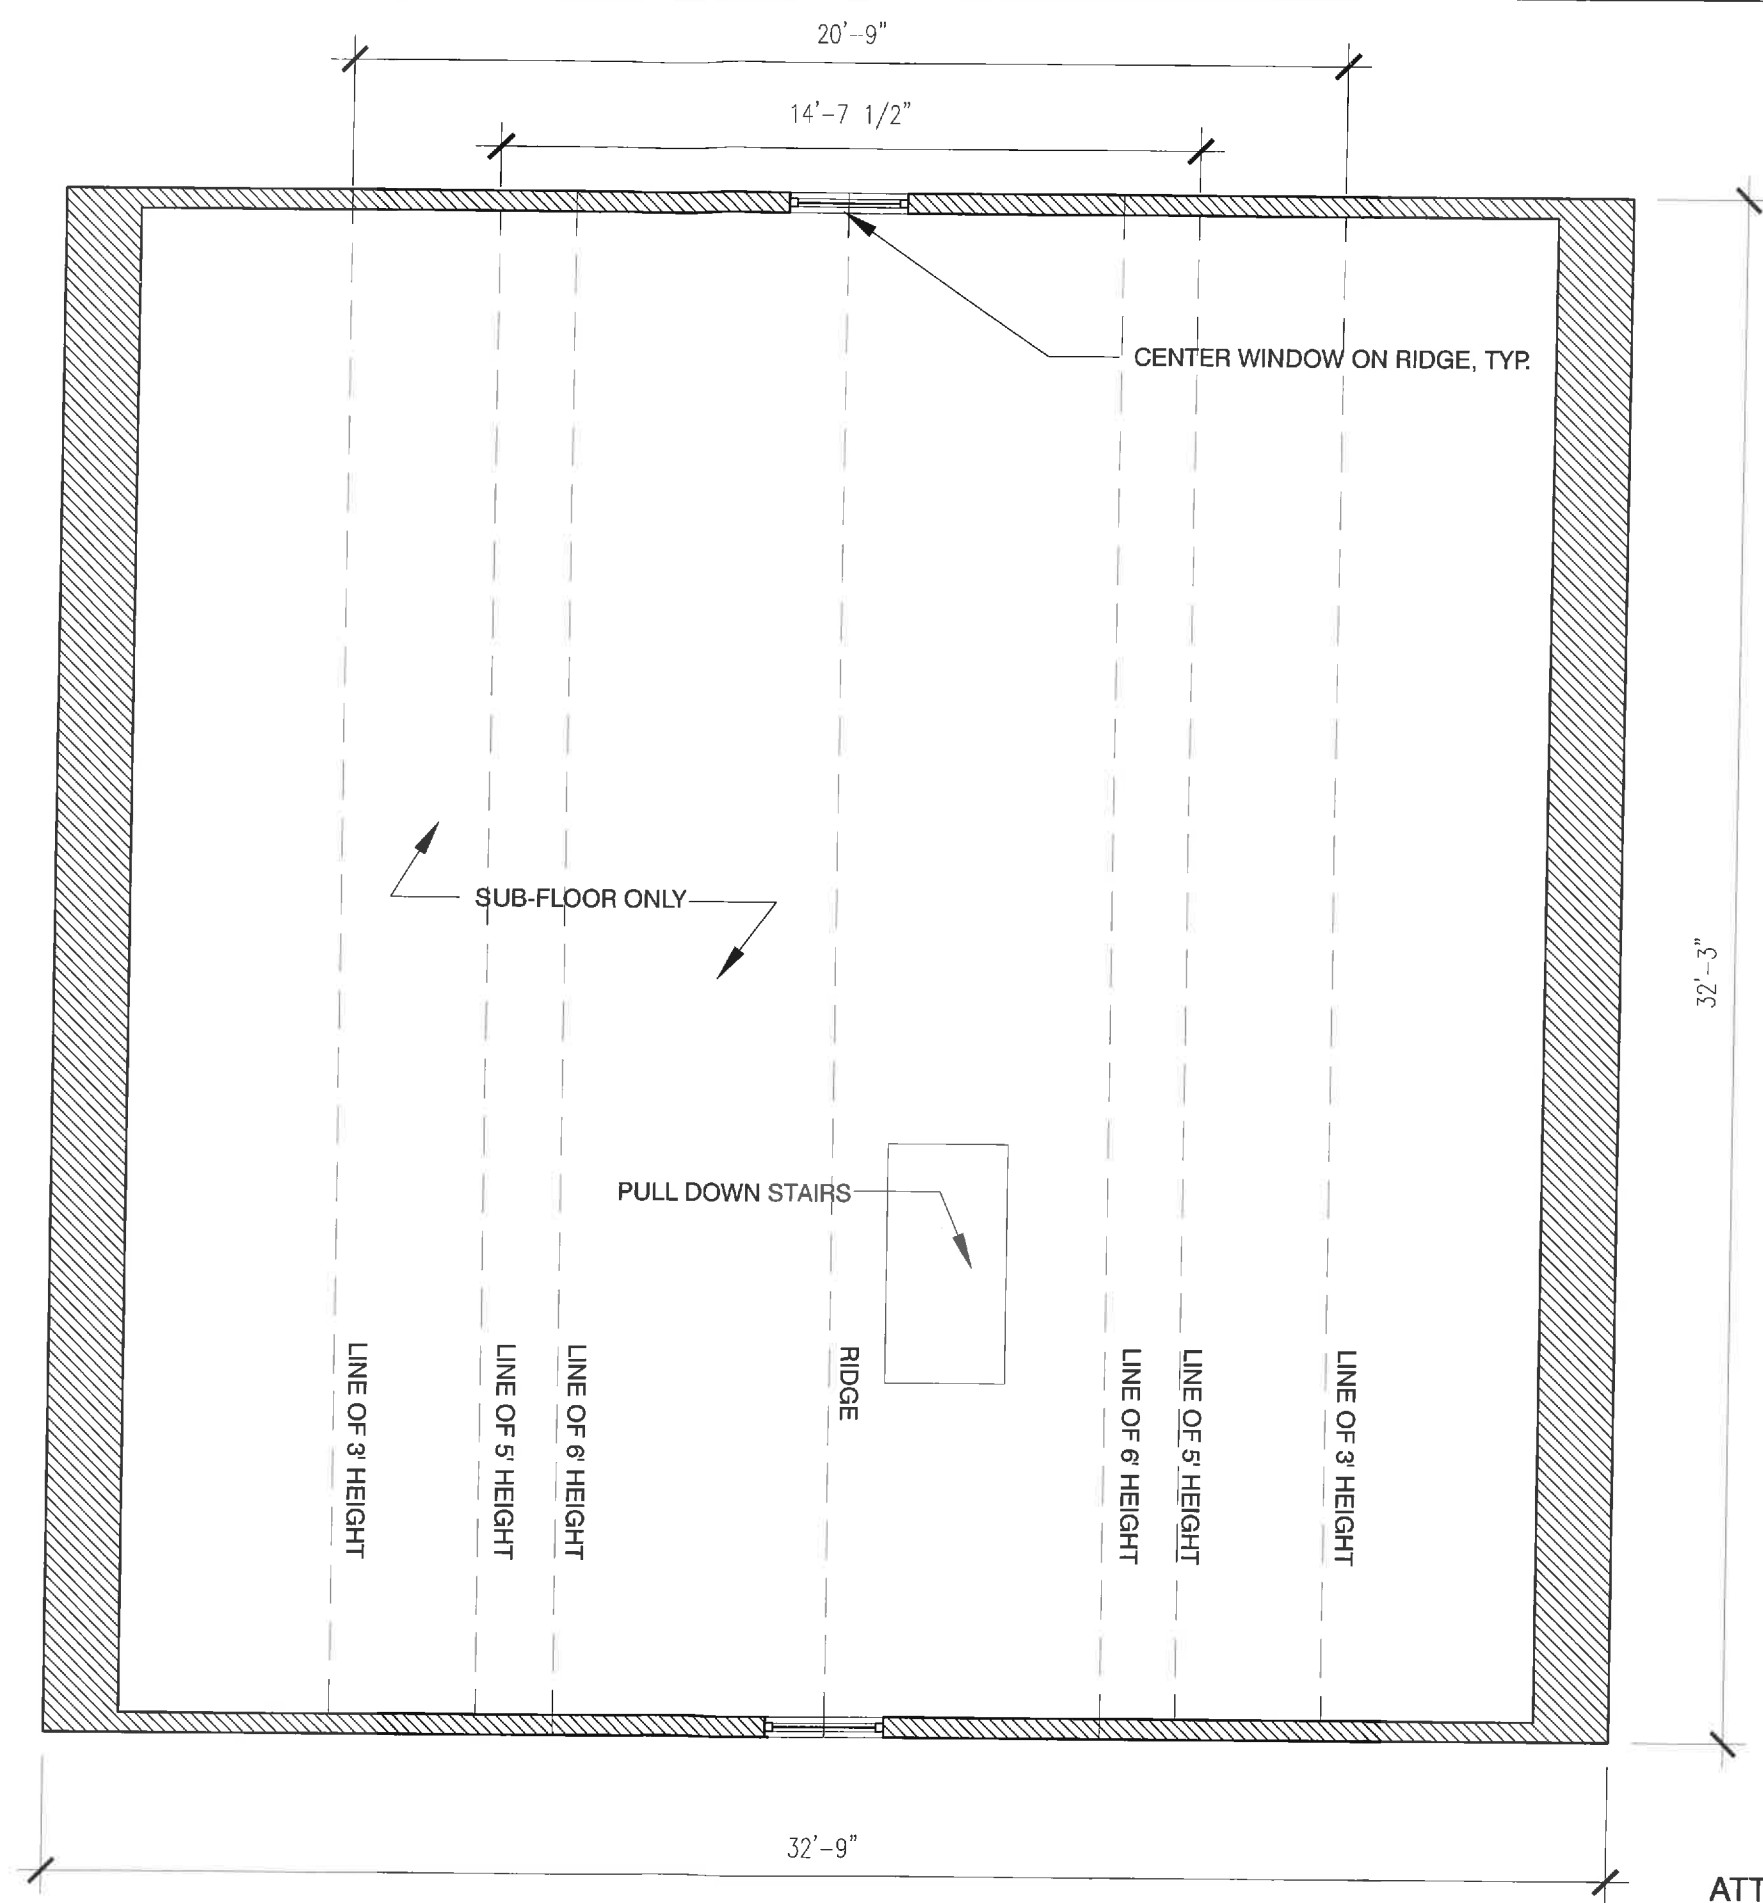 20'-9"
14'-7 1/2"
CENTER WINDOW ON RIDGE, TYP.
SUB-FLOOR ONLY
32'-3"
PULL DOWN STAIRS
LINE OF 3' HEIGHT
LINE OF 5' HEIGHT
LINE OF 6' HEIGHT
RIDGE
LINE OF 6' HEIGHT
LINE OF 5' HEIGHT
LINE OF 3' HEIGHT
32'-9"
ATT